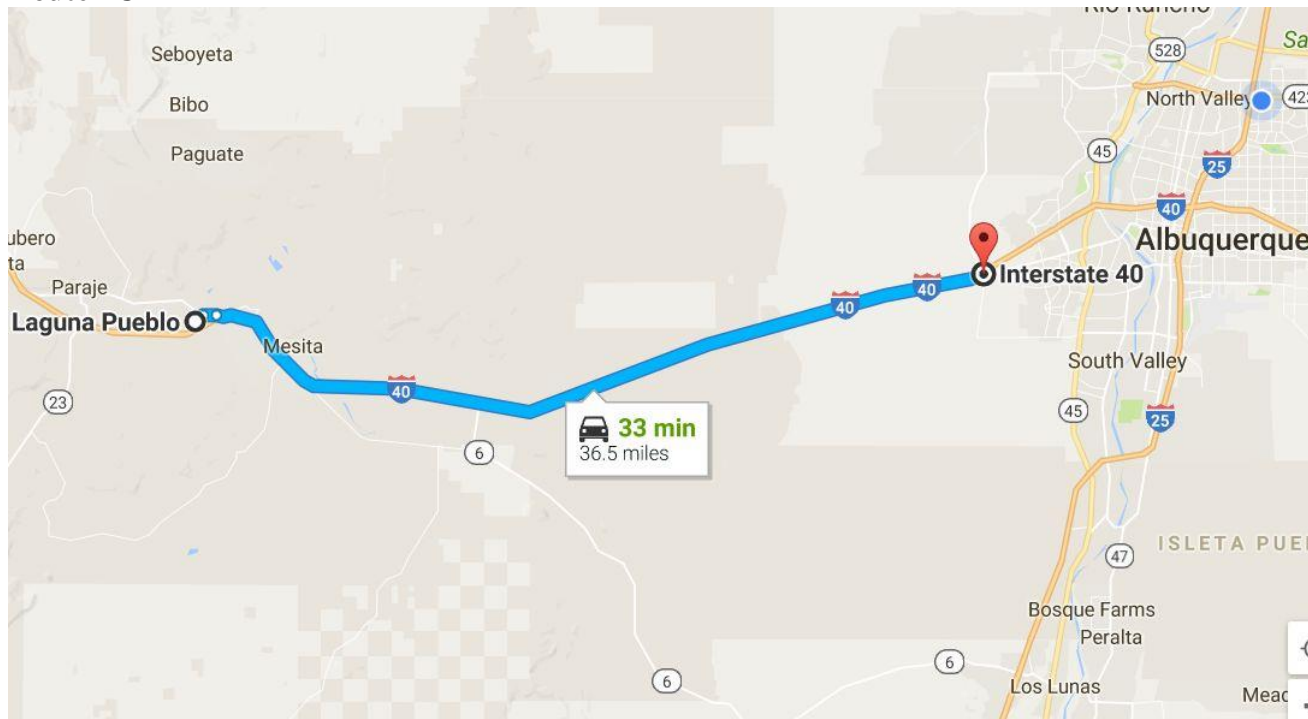 Seboyeta
528
North Valley
Bibo
Paguate
45
25
40
Albuquerque
Paraje
Interstate 40
40
40
Laguna Pueblo
Mesita
South Valley
40
23
45
25
33 min
36.5 miles
6
ISLETA PUE
47
Bosque Farms
Peralta
6
6
Los Lunas